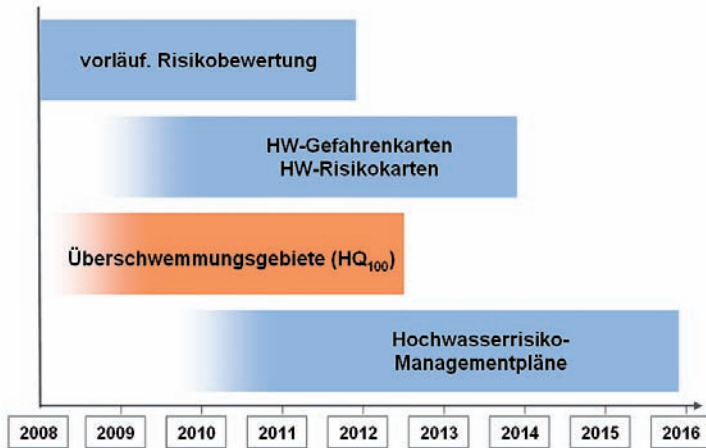 vorläuf. Risikobewertung
HW-Gefahrenkarten
HW-Risikokarten
Überschwemmungsgebiete (HQ₁₀₀)
Hochwasserrisiko-
Managementpläne
2008 2009 2010 2011 2012 2013 2014 2015 2016